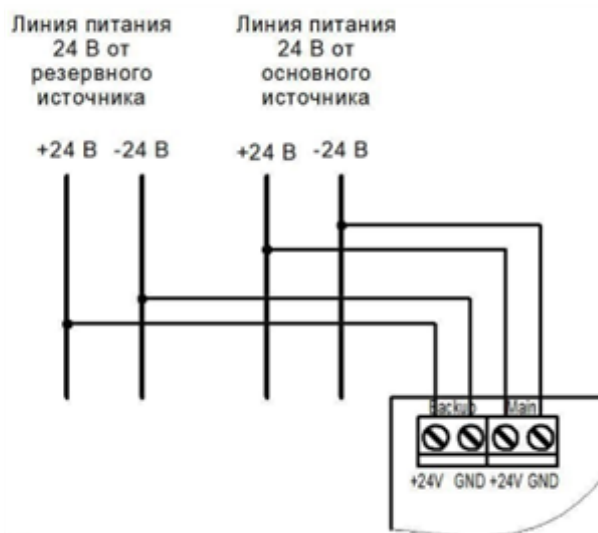 Линия питания
24 В от
резервного
источника
Линия питания
24 В от
основного
источника
+24 В -24 В
+24 В -24 В
Backup Main
+24V GND +24V GND